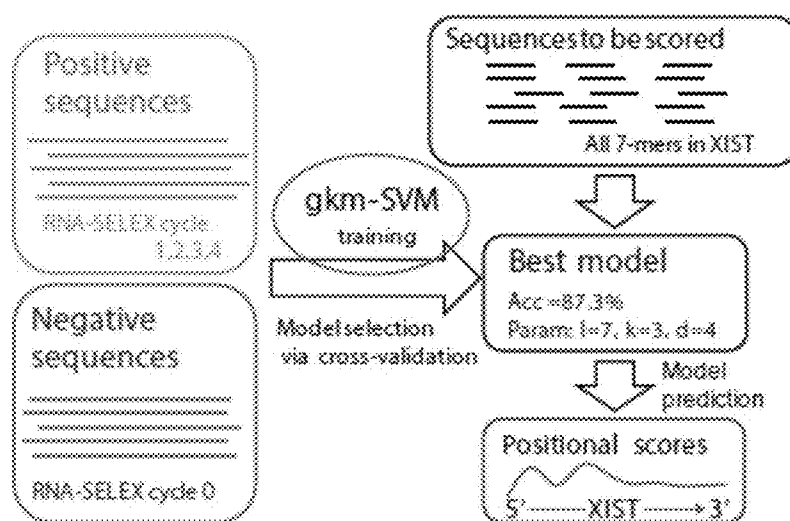 Positive
sequences
RNA-SELEX cycle
1,2,3,4
Negative
sequences
RNA-SELEX cycle 0
gkm-SVM
training
Model selection
via cross-validation
Sequences to be scored
All 7-mers in XIST
Best model
Acc =87.3%
Param: l=7, k=3, d=4
Model
prediction
Positional scores
5' XIST 3'